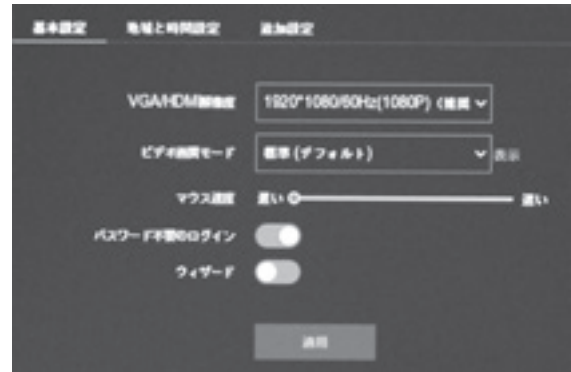 基本設定 地域と時間設定 追加設定
VGA/HDMI解像度 1920*1080/60Hz(1080P) (推奨
ビデオ画質モード 標準 (デフォルト) 表示
マウス速度 遅い 速い
パスワード不要のログイン
ウィザード
適用